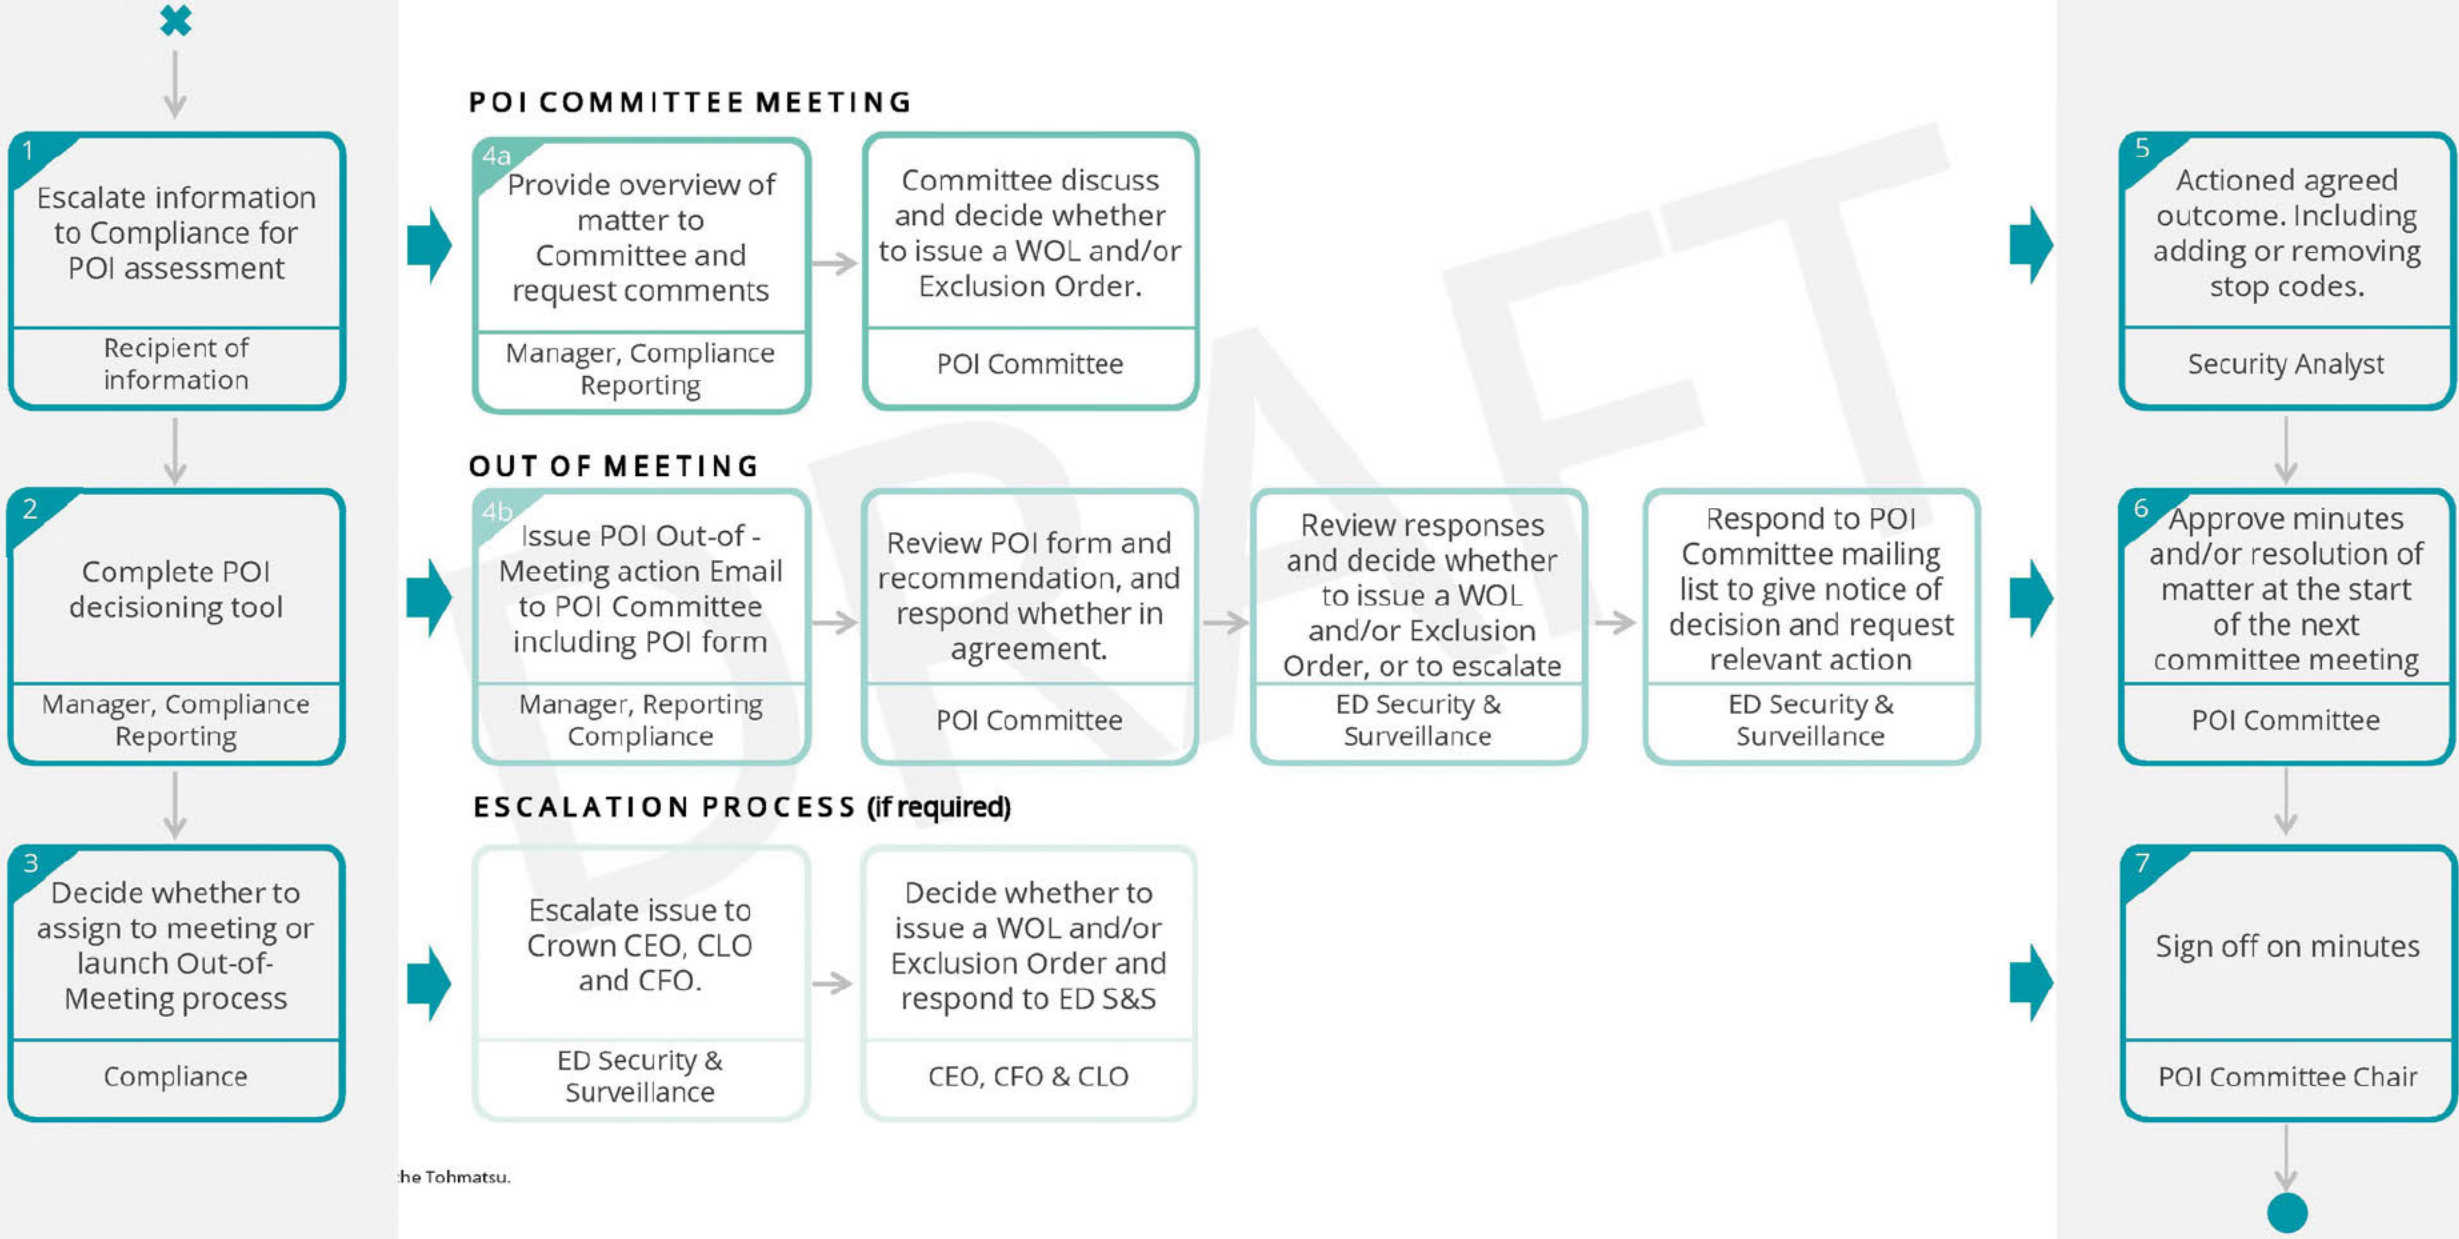 1
Escalate information
to Compliance for
POI assessment
Recipient of
information
2
Complete POI
decisioning tool
Manager, Compliance
Reporting
3
Decide whether to
assign to meeting or
launch Out-of-
Meeting process
Compliance
POI COMMITTEE MEETING
4a
Provide overview of
matter to
Committee and
request comments
Manager, Compliance
Reporting
Committee discuss
and decide whether
to issue a WOL and/or
Exclusion Order.
POI Committee
OUT OF MEETING
4b
Issue POI Out-of -
Meeting action Email
to POI Committee
including POI form
Manager, Reporting
Compliance
Review POI form and
recommendation, and
respond whether in
agreement.
POI Committee
Review responses
and decide whether
to issue a WOL
and/or Exclusion
Order, or to escalate
ED Security &
Surveillance
Respond to POI
Committee mailing
list to give notice of
decision and request
relevant action
ED Security &
Surveillance
ESCALATION PROCESS (if required)
Escalate issue to
Crown CEO, CLO
and CFO.
ED Security &
Surveillance
Decide whether to
issue a WOL and/or
Exclusion Order and
respond to ED S&S
CEO, CFO & CLO
5
Actioned agreed
outcome. Including
adding or removing
stop codes.
Security Analyst
6
Approve minutes
and/or resolution of
matter at the start
of the next
committee meeting
POI Committee
7
Sign off on minutes
POI Committee Chair
DRAFT
he Tohmatsu.